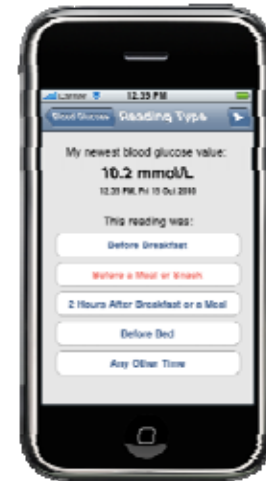 Carrier 12:39 PM
Blood Glucose Reading Type
My newest blood glucose value:
10.2 mmol/L
12:39 PM, Fri 15 Oct 2010
This reading was:
Before Breakfast
Before a Meal or Snack
2 Hours After Breakfast or a Meal
Before Bed
Any Other Time